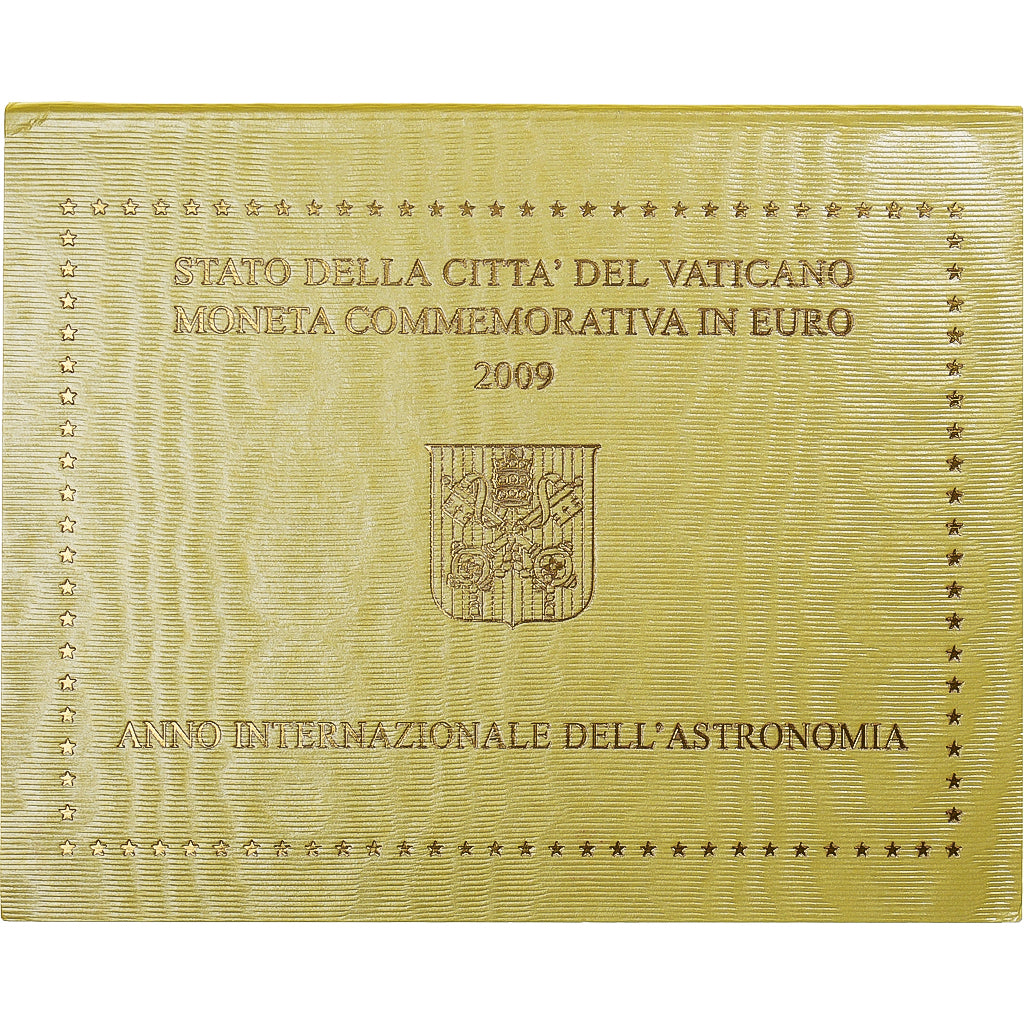 STATO DELLA CITTA' DEL VATICANO
MONETA COMMEMORATIVA IN EURO
2009
ANNO INTERNAZIONALE DELL'ASTRONOMIA